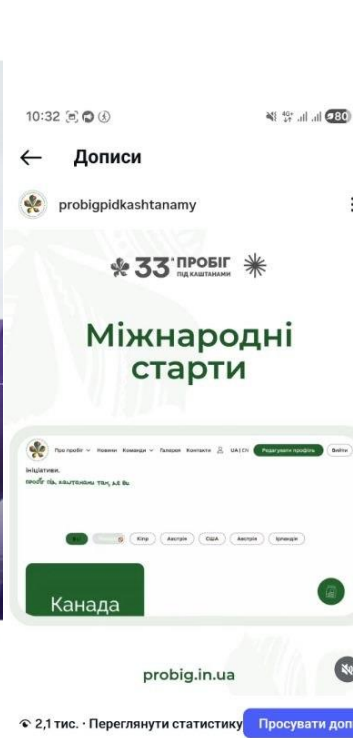 10:32
80
Дописи
probigpidkashtanamy
33й ПРОБІГ
ПІД КАШТАНАМИ
Міжнародні
старти
Про пробіг Новини Команди Галерея Контакти UA | EN Редагувати профіль Вийти
ініціативи.
пробіг під каштанами там, де ви
Кіпр Австрія США Австрія Ірландія
Канада
probig.in.ua
2,1 тис. · Переглянути статистику Просувати доп